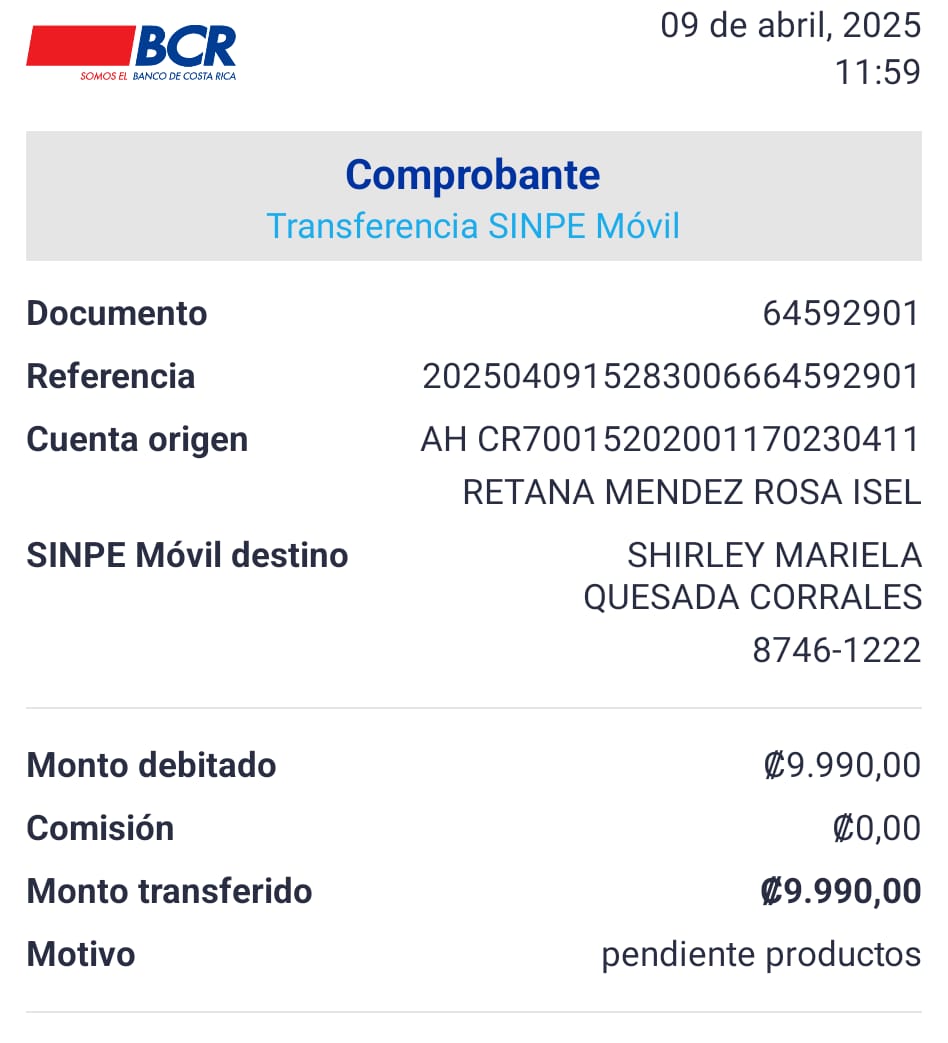 BCR
SOMOS EL BANCO DE COSTA RICA
09 de abril, 2025
11:59
Comprobante
Transferencia SINPE Móvil
Documento 64592901
Referencia 2025040915283006664592901
Cuenta origen AH CR70015202001170230411
RETANA MENDEZ ROSA ISEL
SINPE Móvil destino SHIRLEY MARIELA
QUESADA CORRALES
8746-1222
Monto debitado ₡9.990,00
Comisión ₡0,00
Monto transferido ₡9.990,00
Motivo pendiente productos